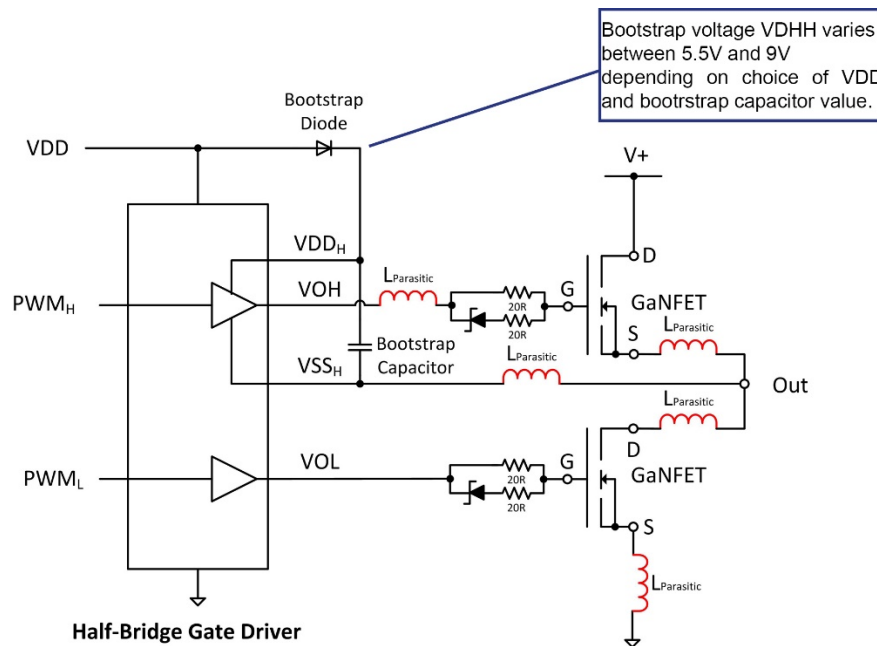 Bootstrap voltage VDHH varies
between 5.5V and 9V
depending on choice of VDD
and bootrstrap capacitor value.
Bootstrap
Diode
VDD
V+
VDDH
D
LParasitic
PWMH
VOH
G
GaNFET
20R
20R
S
LParasitic
Bootstrap
Capacitor
LParasitic
VSSH
Out
LParasitic
D
PWML
VOL
G
GaNFET
20R
20R
S
LParasitic
Half-Bridge Gate Driver